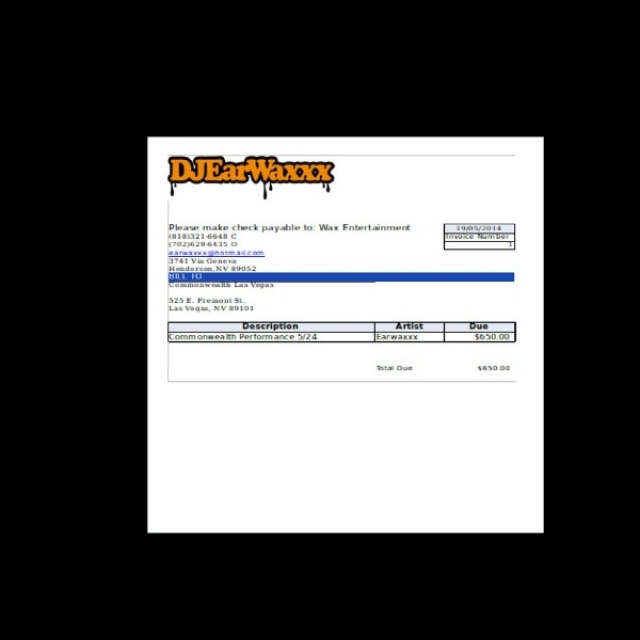 DJEarWaxxx
Please make check payable to: Wax Entertainment
19/05/2014
(818)321-6648 C
Invoice Number
(702)629-6435 O
1
earwaxx@hotmail.com
3741 Via Geneva
Henderson,NV 89052
BILL TO
Commonwealth Las Vegas
525 E. Fremont St.
Las Vegas, NV 89101
Description Artist Due
Commonwealth Performance 5/24 Earwaxxx $650.00
Total Due $650.00